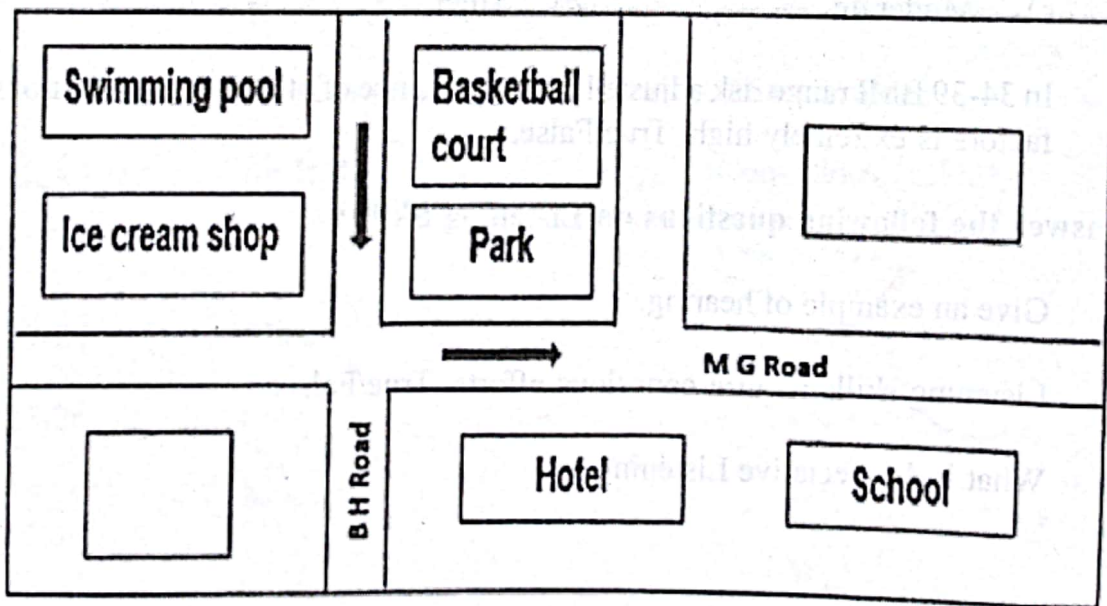 Swimming pool
Basketball
court
Ice cream shop
Park
M G Road
B H Road
Hotel
School